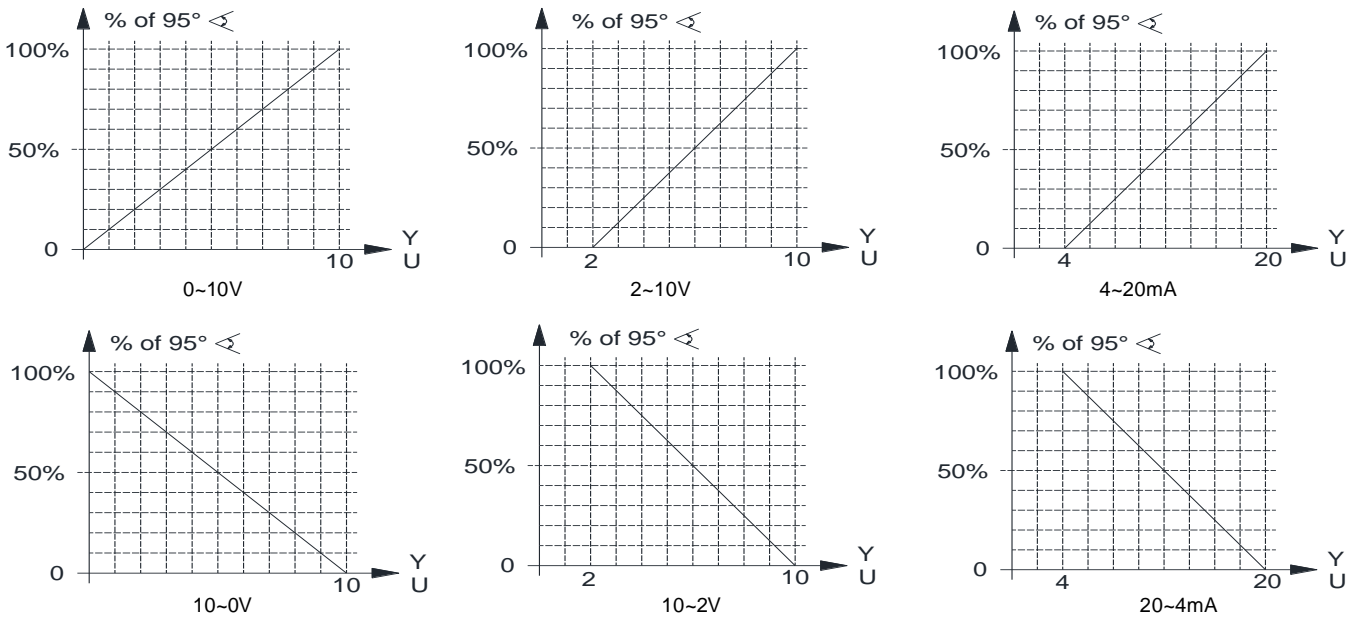 % of 95°
100%
50%
0
10
Y
U
0~10V
% of 95°
100%
50%
0
2
10
Y
U
2~10V
% of 95°
100%
50%
0
4
20
Y
U
4~20mA
% of 95°
100%
50%
0
10
Y
U
10~0V
% of 95°
100%
50%
0
2
10
Y
U
10~2V
% of 95°
100%
50%
0
4
20
Y
U
20~4mA